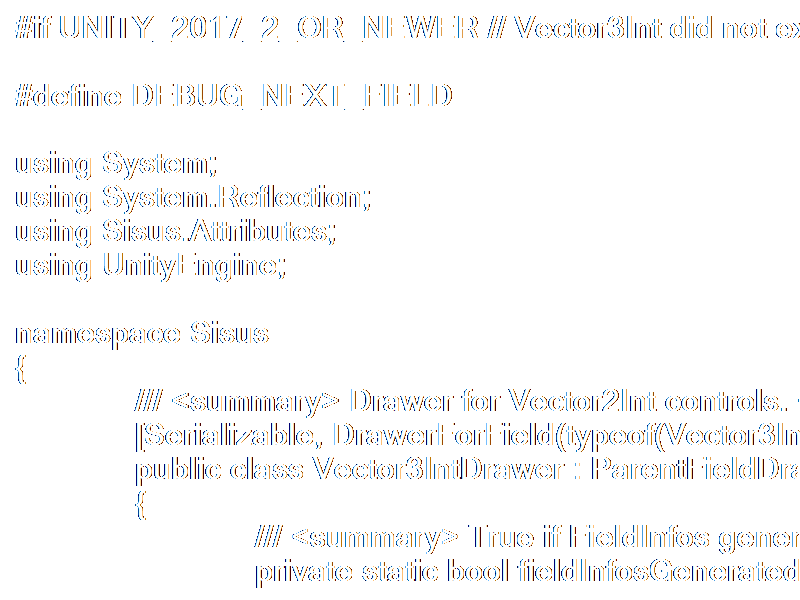 #if UNITY_2017_2_OR_NEWER // Vector3Int did not
#define DEBUG_NEXT_FIELD
using System;
using System.Reflection;
using Sisus.Attributes;
using UnityEngine;
namespace Sisus
{
/// <summary> Drawer for Vector2Int controls.
[Serializable, DrawerForField(typeof(Vector3In
public class Vector3IntDrawer : ParentFieldDra
{
/// <summary> True if FieldInfos gener
private static bool fieldInfosGenerated